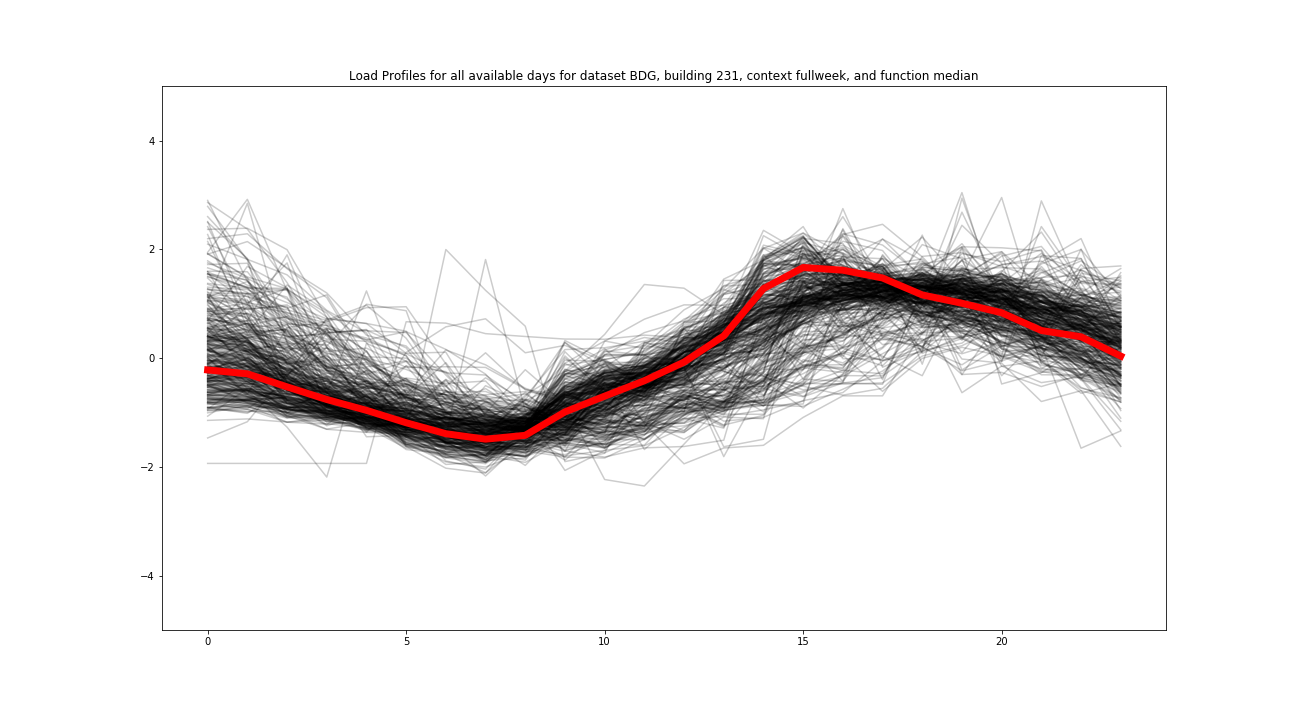 Load Profiles for all available days for dataset BDG, building 231, context fullweek, and function median
4
2
0
−2
−4
0 5 10 15 20